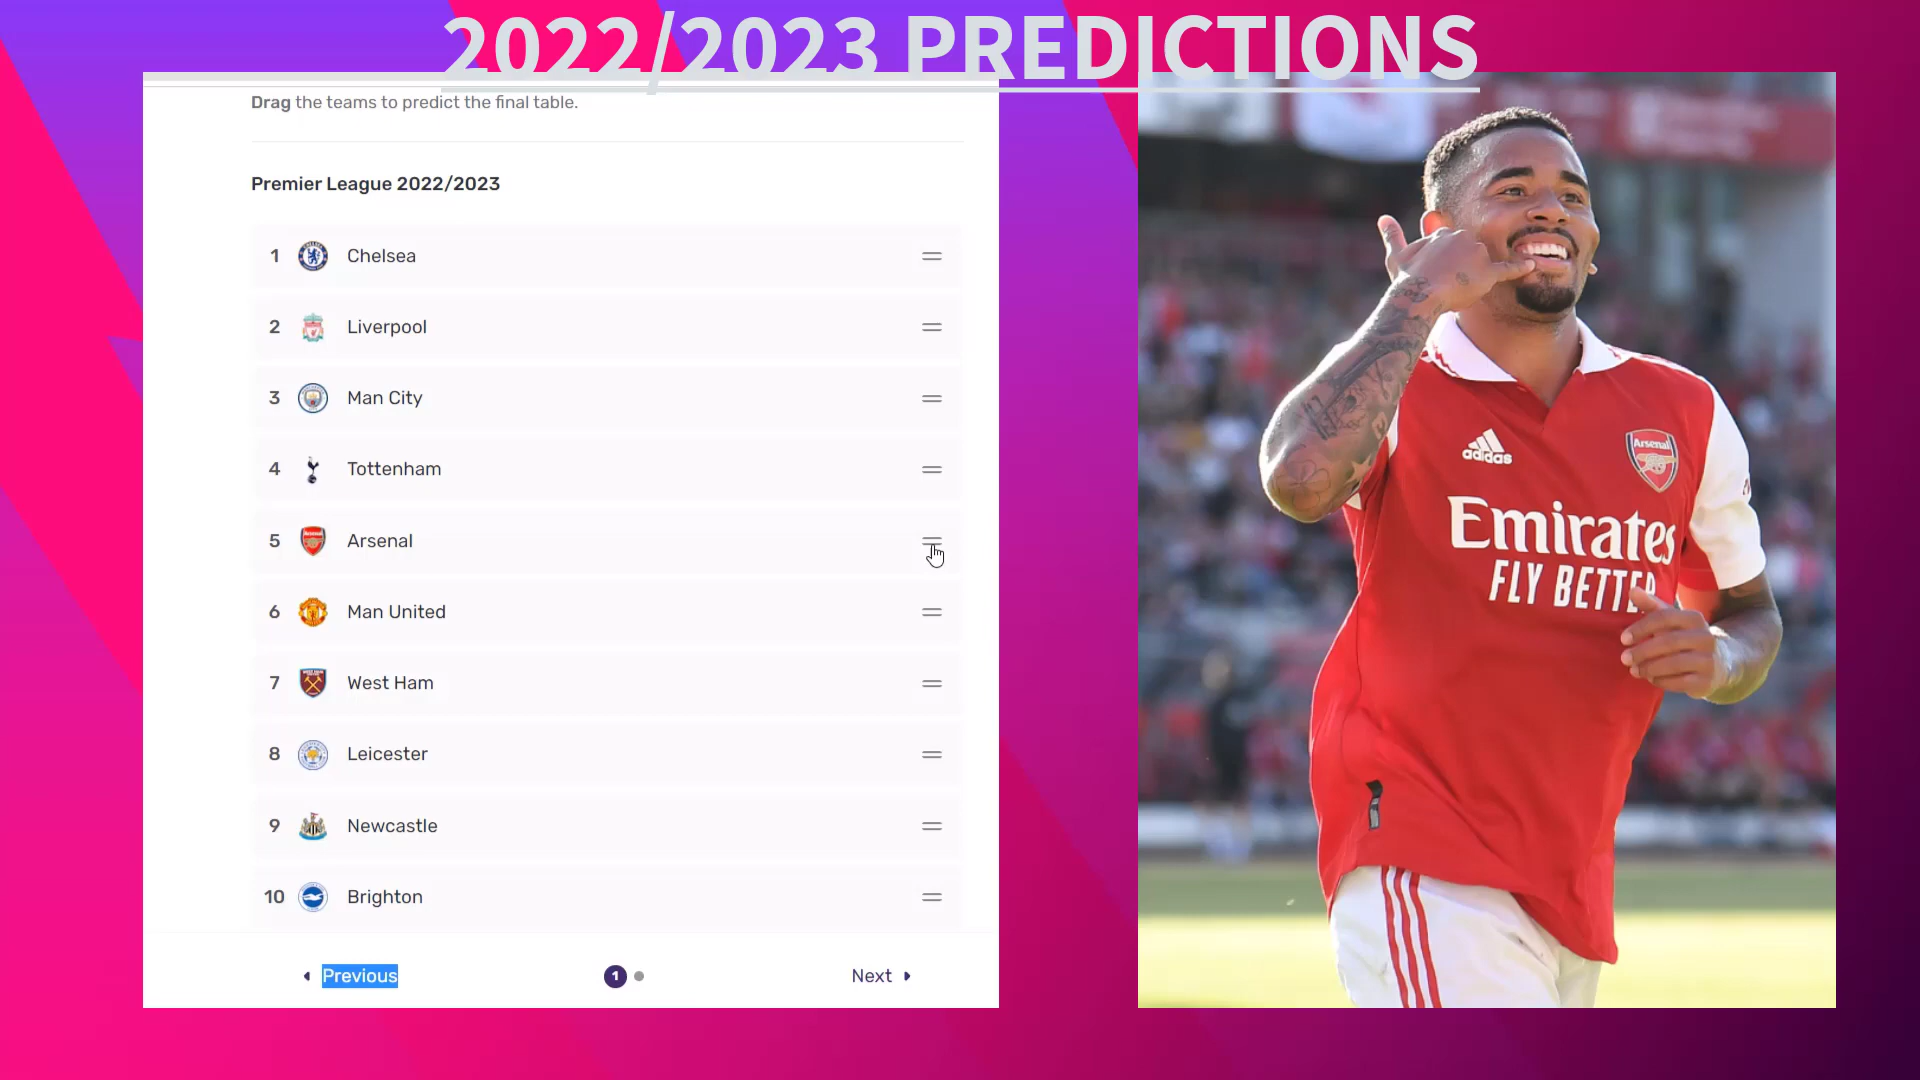 2022/2023 PREDICTIONS
Drag the teams to predict the final table.
Premier League 2022/2023
1 Chelsea
2 Liverpool
3 Man City
4 Tottenham
5 Arsenal
6 Man United
7 West Ham
8 Leicester
9 Newcastle
10 Brighton
Previous 1 Next
adidas
Arsenal
Emirates
FLY BETTER